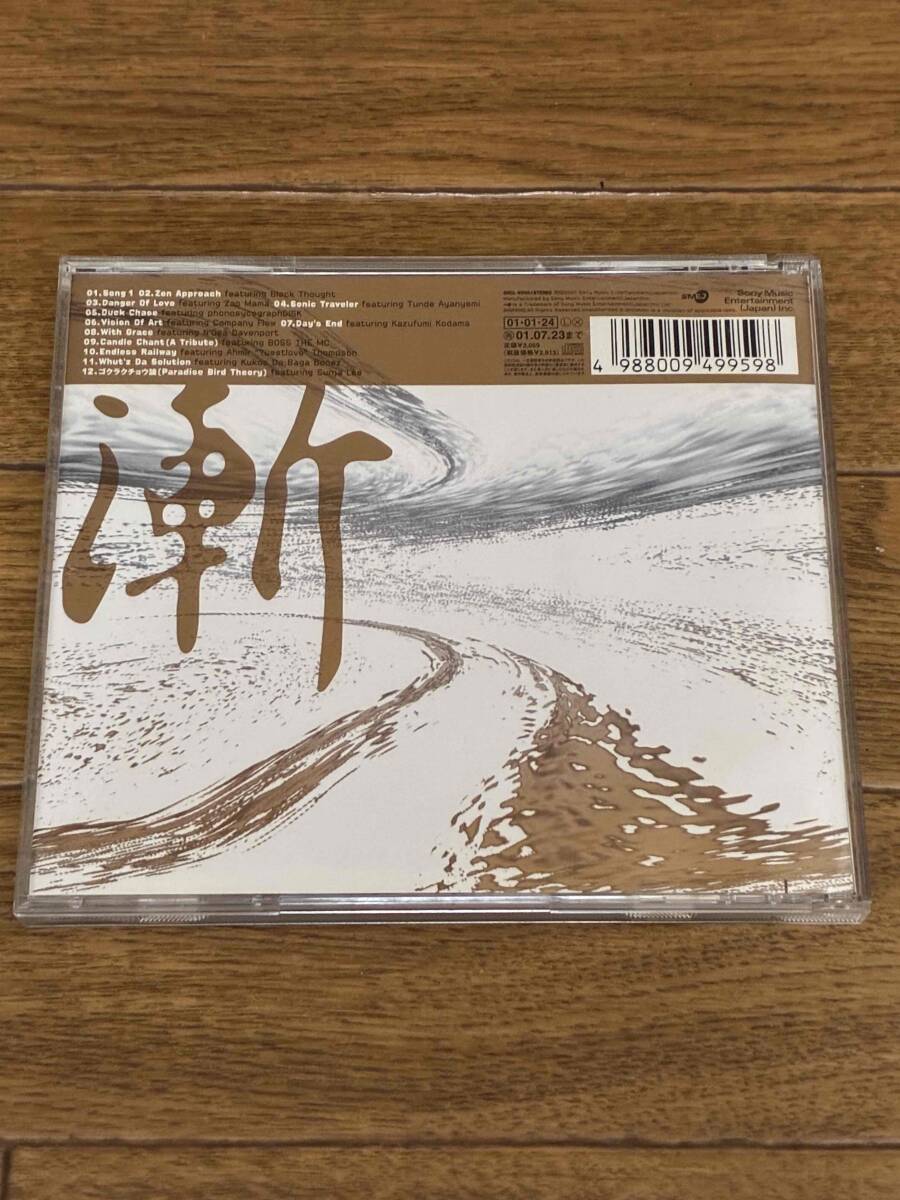 01.Song 1 02.Zen Approach featuring Black Thought
03.Danger Of Love featuring Zap Mama 04.Sonic Traveler featuring Tunde Ayanyemi
05.Duck Chase featuring phonosycographDISK
06.Vision Of Art featuring Company Flow 07.Day's End featuring Kazufumi Kodama
08.With Grace featuring N'Dea Davenport
09.Candle Chant(A Tribute) featuring BOSS THE MC
10.Endless Railway featuring Ahmir "?uestlove" Thompson
11.Whut'z Da Solution featuring Kukoo Da Baga Bonez
12.ゴクラクチョウ論(Paradise Bird Theory) featuring Sunja Lee
SMEJ
Sony Music
Entertainment
(Japan) Inc.
01-01-24 L X
01.07.23まで
4 988009 499598
漸